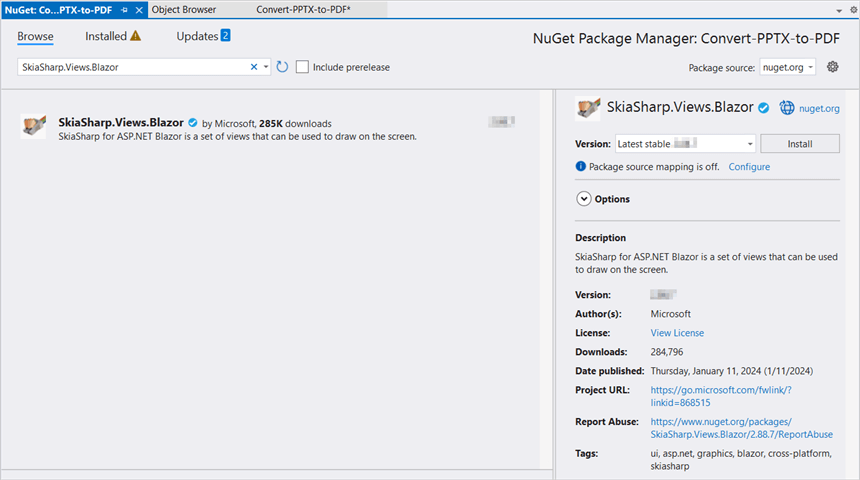 NuGet: Co...PTX-to-PDF
Object Browser
Convert-PPTX-to-PDF*
Browse
Installed
Updates 2
NuGet Package Manager: Convert-PPTX-to-PDF
SkiaSharp.Views.Blazor
Include prerelease
Package source: nuget.org
SkiaSharp.Views.Blazor by Microsoft, 285K downloads
SkiaSharp for ASP.NET Blazor is a set of views that can be used to draw on the screen.
SkiaSharp.Views.Blazor nuget.org
Version: Latest stable Install
Package source mapping is off. Configure
Options
Description
SkiaSharp for ASP.NET Blazor is a set of views that can be used
to draw on the screen.
Version:
Author(s): Microsoft
License: View License
Downloads: 284,796
Date published: Thursday, January 11, 2024 (1/11/2024)
Project URL: https://go.microsoft.com/fwlink/?
linkid=868515
Report Abuse: https://www.nuget.org/packages/
SkiaSharp.Views.Blazor/2.88.7/ReportAbuse
Tags: ui, asp.net, graphics, blazor, cross-platform,
skiasharp